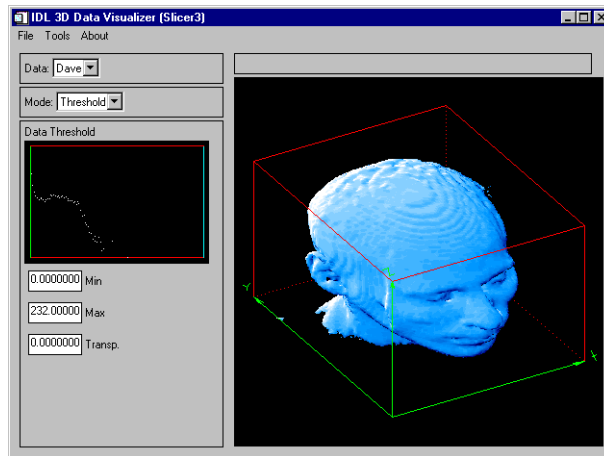 IDL 3D Data Visualizer (Slicer3)
File Tools About
Data: Dave
Mode: Threshold
Data Threshold
0.0000000 Min
232.00000 Max
0.0000000 Transp.
Y
X